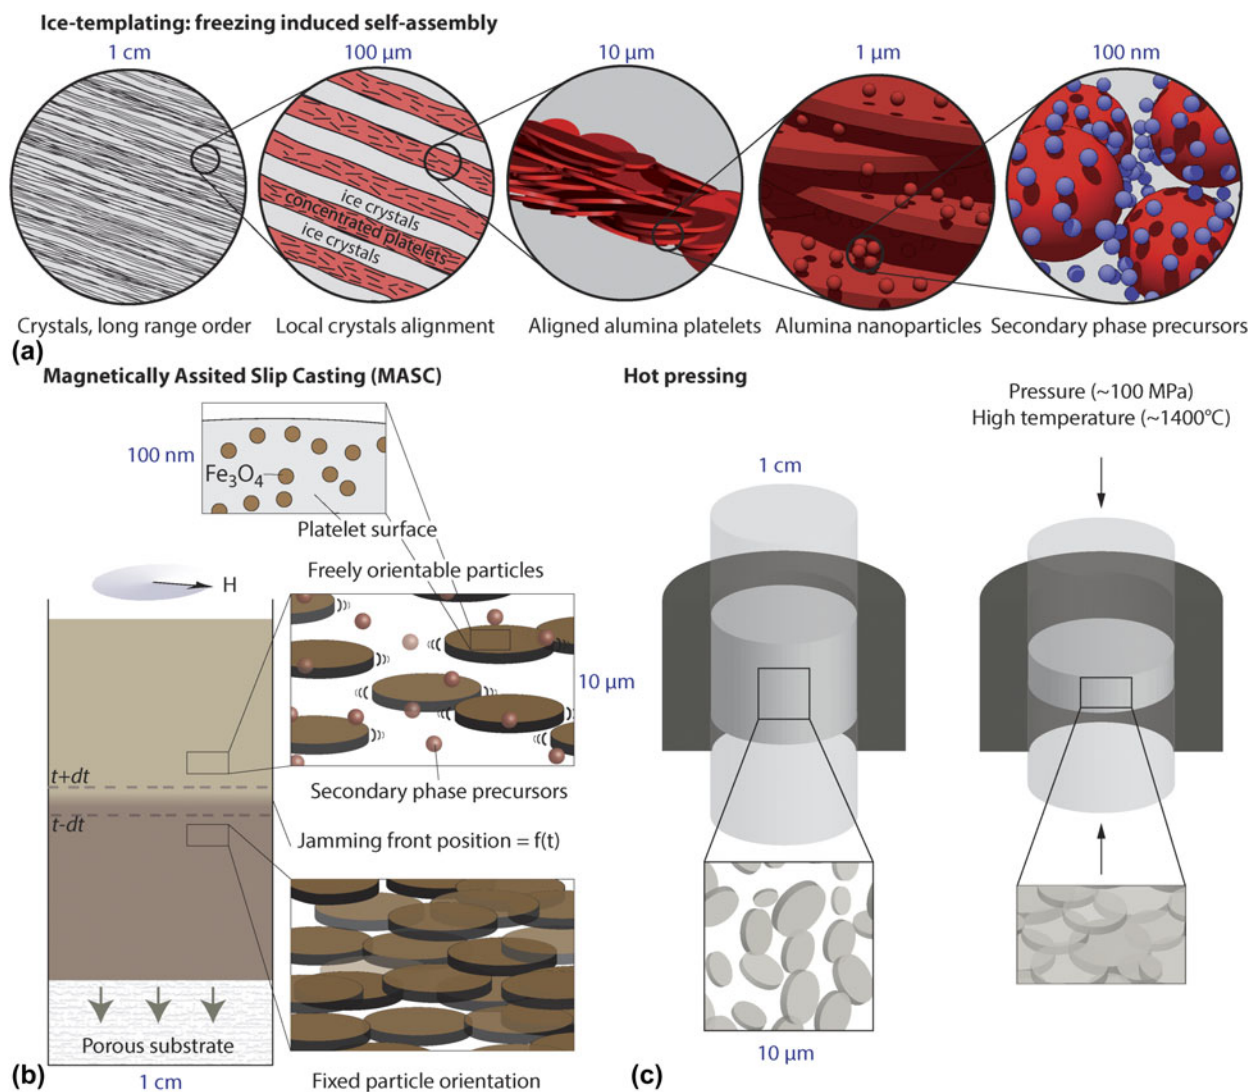 Ice-templating: freezing induced self-assembly
1 cm
100 µm
10 µm
1 µm
100 nm
ice crystals
concentrated platelets
ice crystals
Crystals, long range order
Local crystals alignment
Aligned alumina platelets
Alumina nanoparticles
Secondary phase precursors
(a)
Magnetically Assited Slip Casting (MASC)
100 nm
Fe₃O₄
Platelet surface
H
Freely orientable particles
10 µm
t+dt
t-dt
Secondary phase precursors
Jamming front position = f(t)
Porous substrate
1 cm
Fixed particle orientation
(b)
Hot pressing
Pressure (~100 MPa)
High temperature (~1400°C)
1 cm
10 µm
(c)